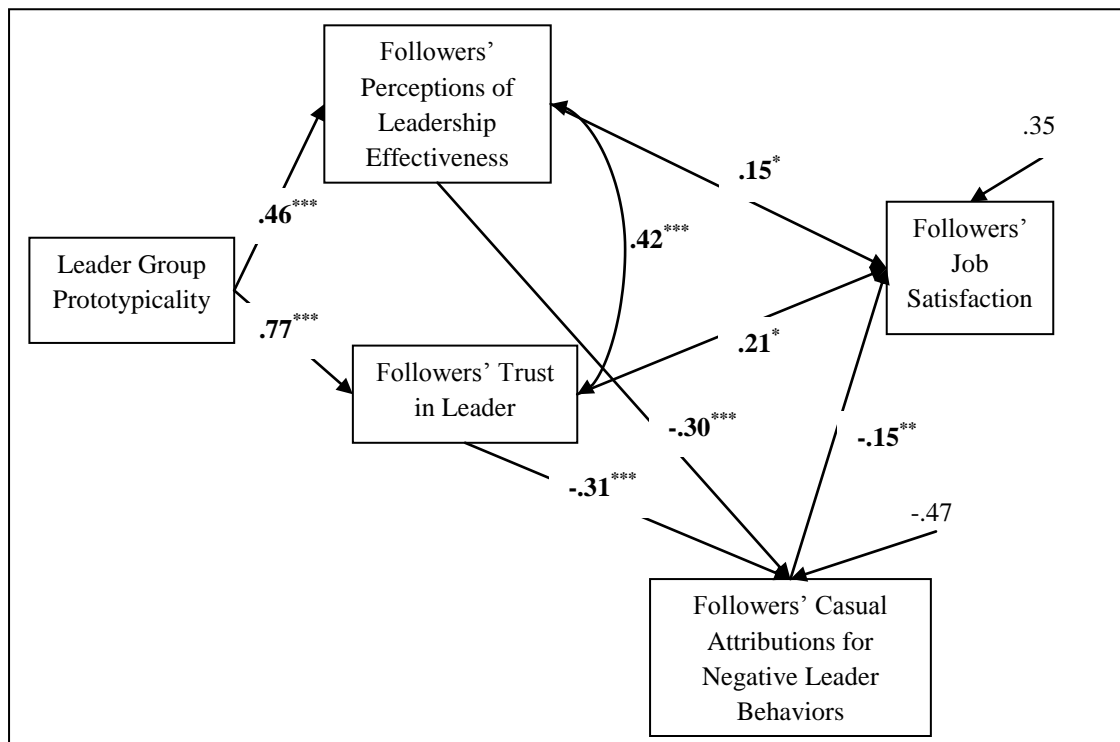 Followers’
Perceptions of
Leadership
Effectiveness
.35
.15*
.46***
Followers’
Job
Satisfaction
.42***
Leader Group
Prototypicality
.77***
.21*
Followers’ Trust
in Leader
-.30***
-.15**
-.31***
-.47
Followers’ Casual
Attributions for
Negative Leader
Behaviors